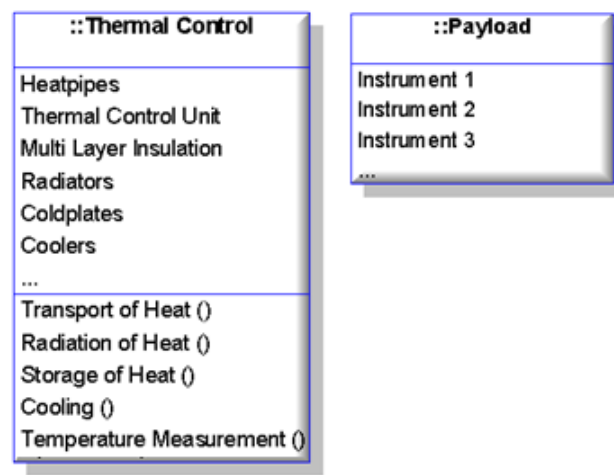 ::Thermal Control
Heatpipes
Thermal Control Unit
Multi Layer Insulation
Radiators
Coldplates
Coolers
...
Transport of Heat ()
Radiation of Heat ()
Storage of Heat ()
Cooling ()
Temperature Measurement ()
::Payload
Instrument 1
Instrument 2
Instrument 3
...